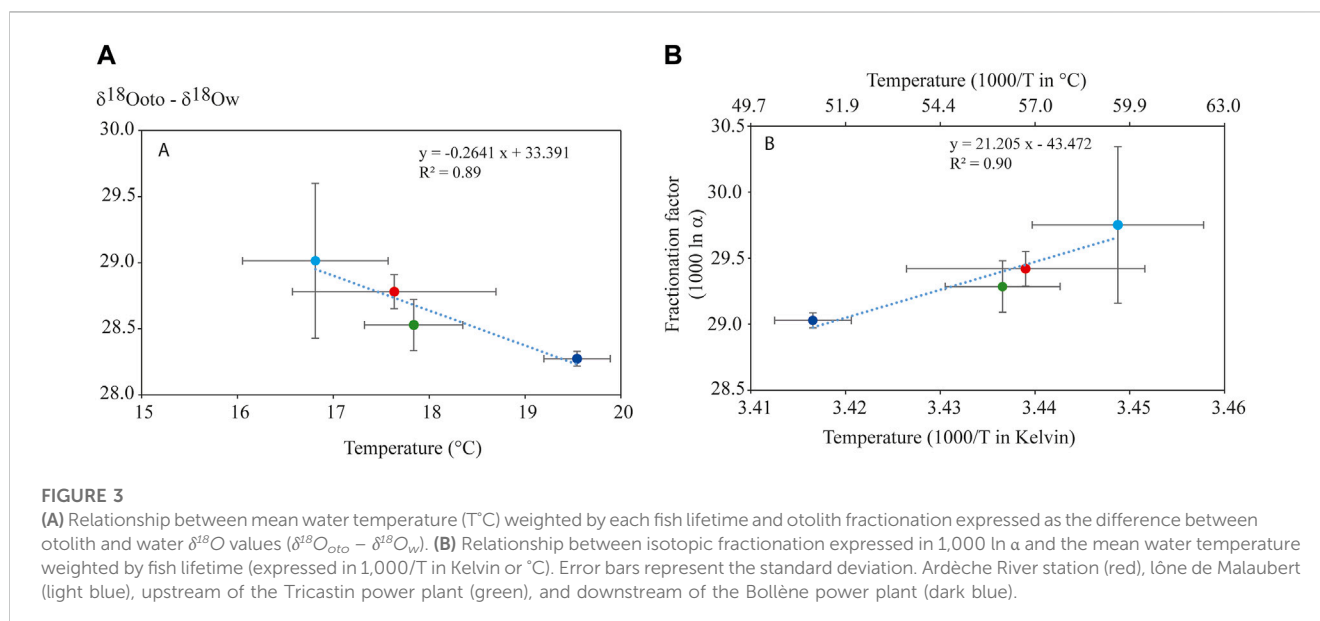 A
δ18Ooto - δ18Ow
30.0
29.5
29.0
28.5
28.0
A
y = -0.2641 x + 33.391
R² = 0.89
15 16 17 18 19 20
Temperature (°C)
B
Temperature (1000/T in °C)
49.7 51.9 54.4 57.0 59.9 63.0
30.5
30.0
29.5
29.0
28.5
Fractionation factor
(1000 ln α)
B
y = 21.205 x - 43.472
R² = 0.90
3.41 3.42 3.43 3.44 3.45 3.46
Temperature (1000/T in Kelvin)
FIGURE 3
(A) Relationship between mean water temperature (T°C) weighted by each fish lifetime and otolith fractionation expressed as the difference between
otolith and water δ18O values (δ18Ooto – δ18Ow). (B) Relationship between isotopic fractionation expressed in 1,000 ln α and the mean water temperature
weighted by fish lifetime (expressed in 1,000/T in Kelvin or °C). Error bars represent the standard deviation. Ardèche River station (red), lône de Malaubert
(light blue), upstream of the Tricastin power plant (green), and downstream of the Bollène power plant (dark blue).